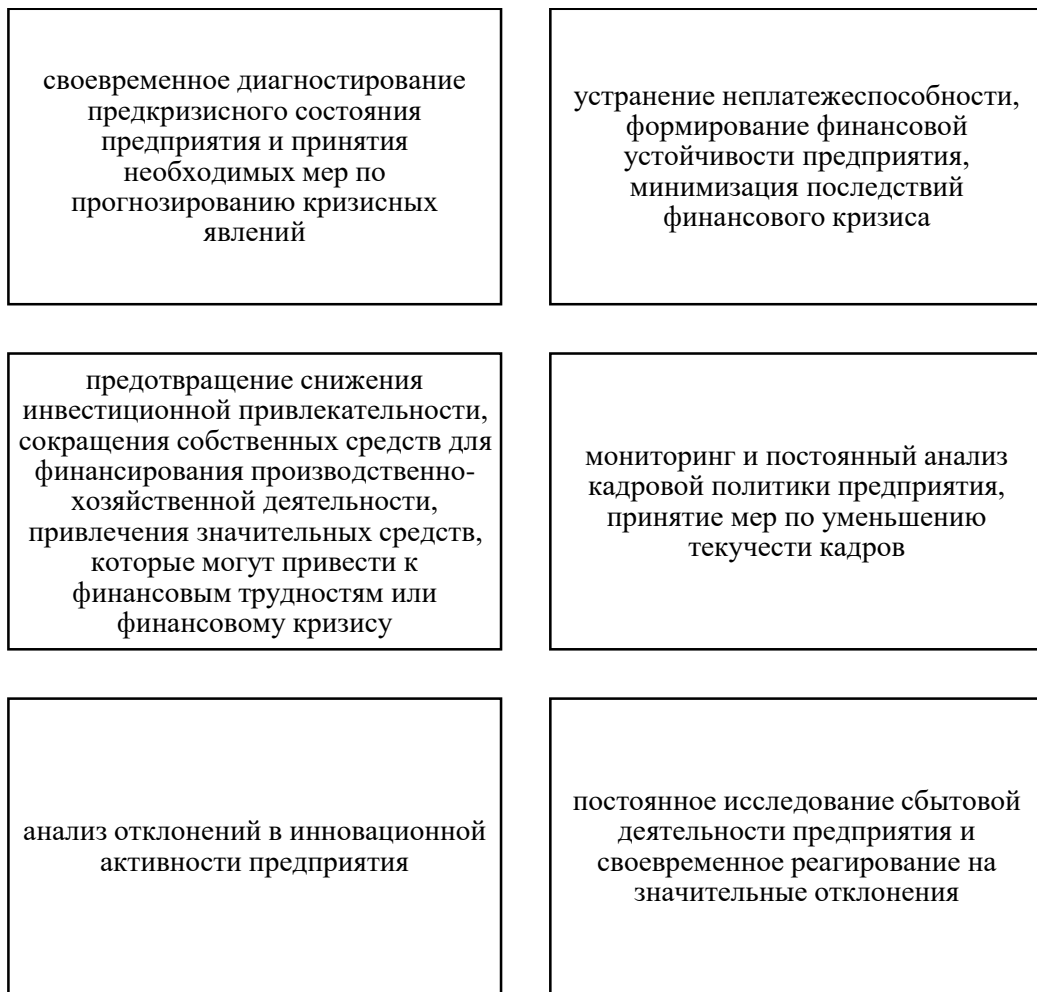 своевременное диагностирование
предкризисного состояния
предприятия и принятия
необходимых мер по
прогнозированию кризисных
явлений
устранение неплатежеспособности,
формирование финансовой
устойчивости предприятия,
минимизация последствий
финансового кризиса
предотвращение снижения
инвестиционной привлекательности,
сокращения собственных средств для
финансирования производственно-
хозяйственной деятельности,
привлечения значительных средств,
которые могут привести к
финансовым трудностям или
финансовому кризису
мониторинг и постоянный анализ
кадровой политики предприятия,
принятие мер по уменьшению
текучести кадров
анализ отклонений в инновационной
активности предприятия
постоянное исследование сбытовой
деятельности предприятия и
своевременное реагирование на
значительные отклонения